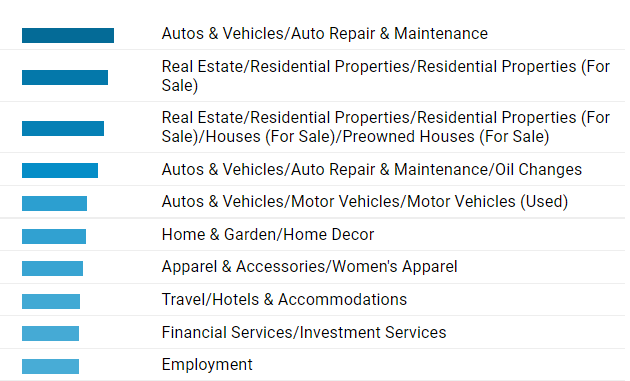 Autos & Vehicles/Auto Repair & Maintenance
Real Estate/Residential Properties/Residential Properties (For
Sale)
Real Estate/Residential Properties/Residential Properties (For
Sale)/Houses (For Sale)/Preowned Houses (For Sale)
Autos & Vehicles/Auto Repair & Maintenance/Oil Changes
Autos & Vehicles/Motor Vehicles/Motor Vehicles (Used)
Home & Garden/Home Decor
Apparel & Accessories/Women's Apparel
Travel/Hotels & Accommodations
Financial Services/Investment Services
Employment